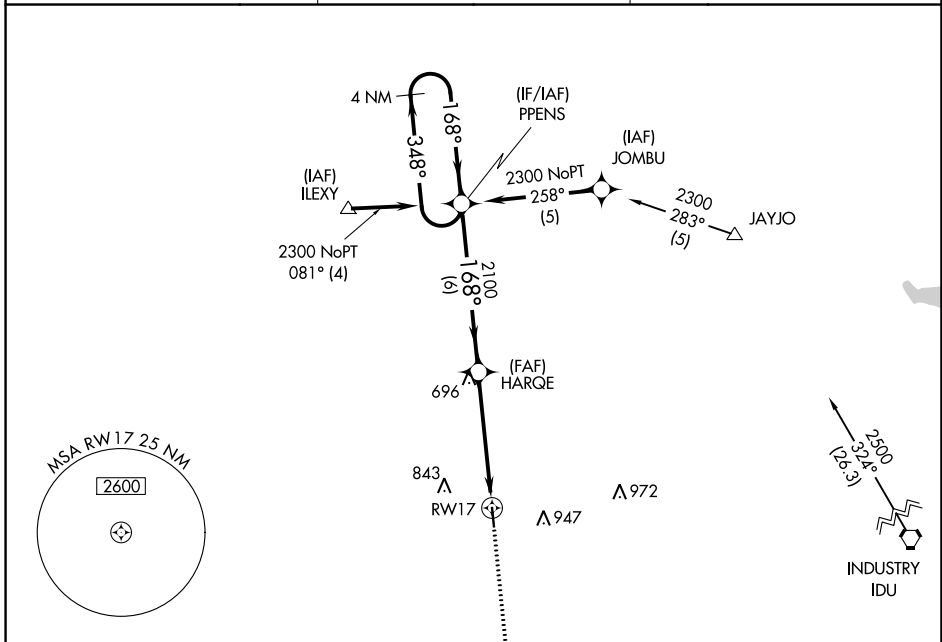 4 NM
168°
348°
(IF/IAF)
PPENS
(IAF)
JOMBU
2300 NoPT
258°
(5)
2300
283°
(5)
JAYJO
(IAF)
ILEXY
2300 NoPT
081° (4)
2100
168°
(6)
(FAF)
HARQE
696
MSA RW17 25 NM
2600
843
RW17
947
972
2500
324°
(26.3)
INDUSTRY
IDU